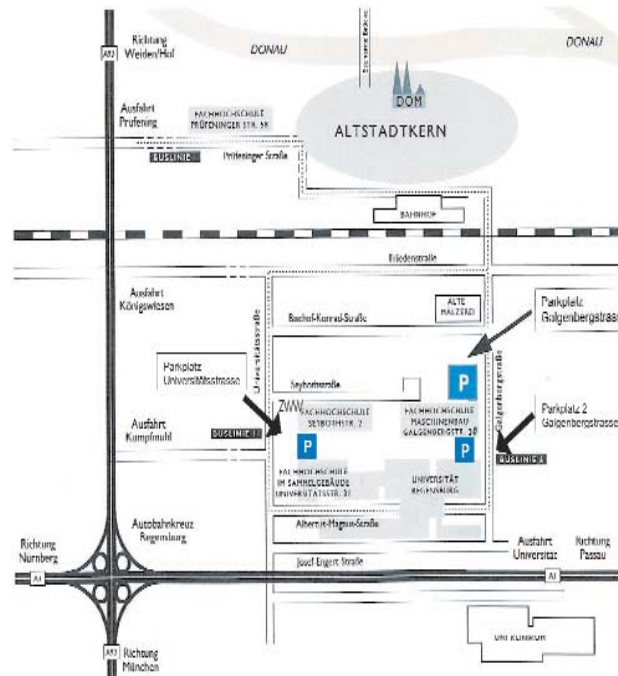 Richtung
Weiden/Hof
DONAU
DONAU
A93
DOM
ALTSTADTKERN
Ausfahrt
Prüfening
FACHHOCHSCHULE
PRÜFENINGER STR. 58
BUSLINIE
Prüfeninger Straße
BAHNHOF
Friedenstraße
Ausfahrt
Königswiesen
Universitätsstraße
Bischof-Konrad-Straße
ALTE
MÄLZEREI
Parkplatz
Galgenbergstrasse
Galgenbergstraße
Parkplatz
Universitätsstrasse
Seybothstraße
P
ZWW
FACHHOCHSCHULE
SEYBOTHSTR. 2
FACHHOCHSCHULE
MASCHINENBAU
GALGENBERGSTR. 30
Parkplatz 2
Galgenbergstrasse
Ausfahrt
Kumpfmühl
BUSLINIE
P
P
BUSLINIE 6
FACHHOCHSCHULE
IM SAMMELGEBÄUDE
UNIVERSITÄTSSTR. 31
UNIVERSITÄT
REGENSBURG
Albertus-Magnus-Straße
Autobahnkreuz
Regensburg
Richtung
Nürnberg
Josef-Engert Straße
Ausfahrt
Universität
Richtung
Passau
A3
A3
UNI KLINIKUM
A93
Richtung
München